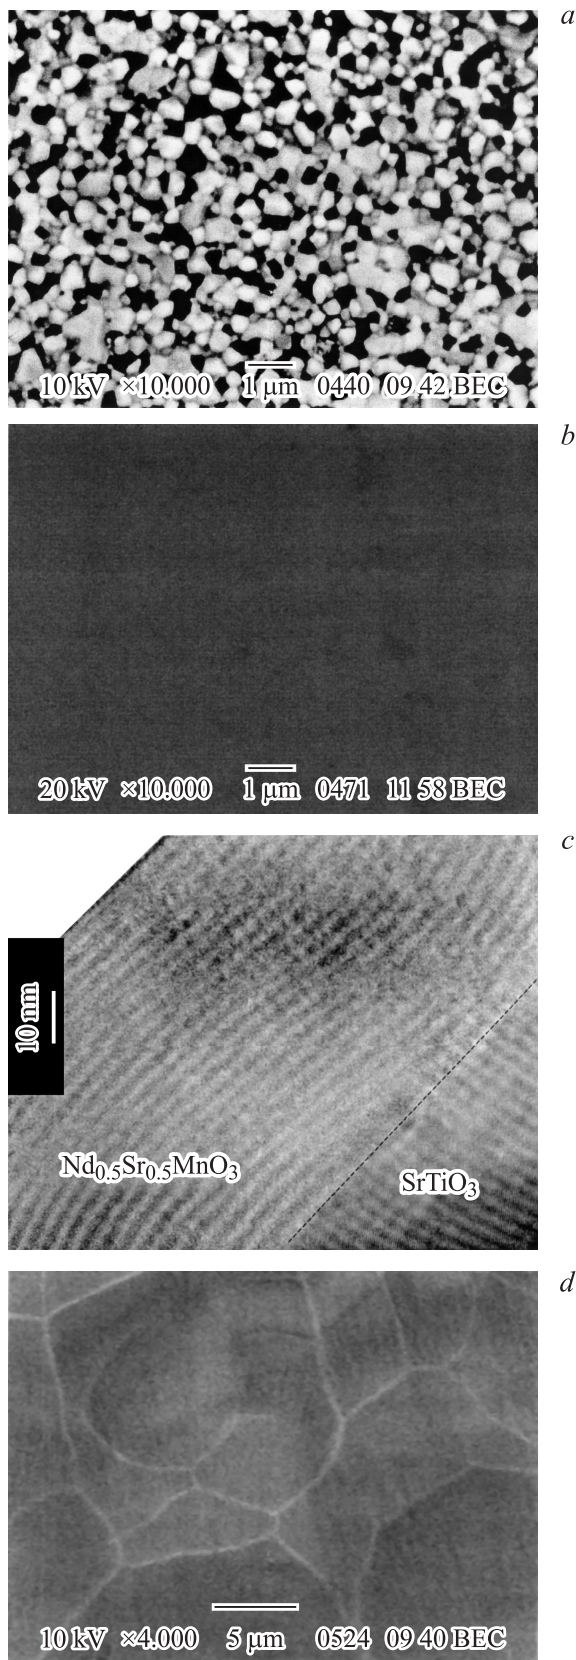 a
10 kV ×10.000 1 μm 0440 09 42 BEC
b
20 kV ×10.000 1 μm 0471 11 58 BEC
c
10 nm
Nd0.5Sr0.5MnO3
SrTiO3
d
10 kV ×4.000 5 μm 0524 09 40 BEC